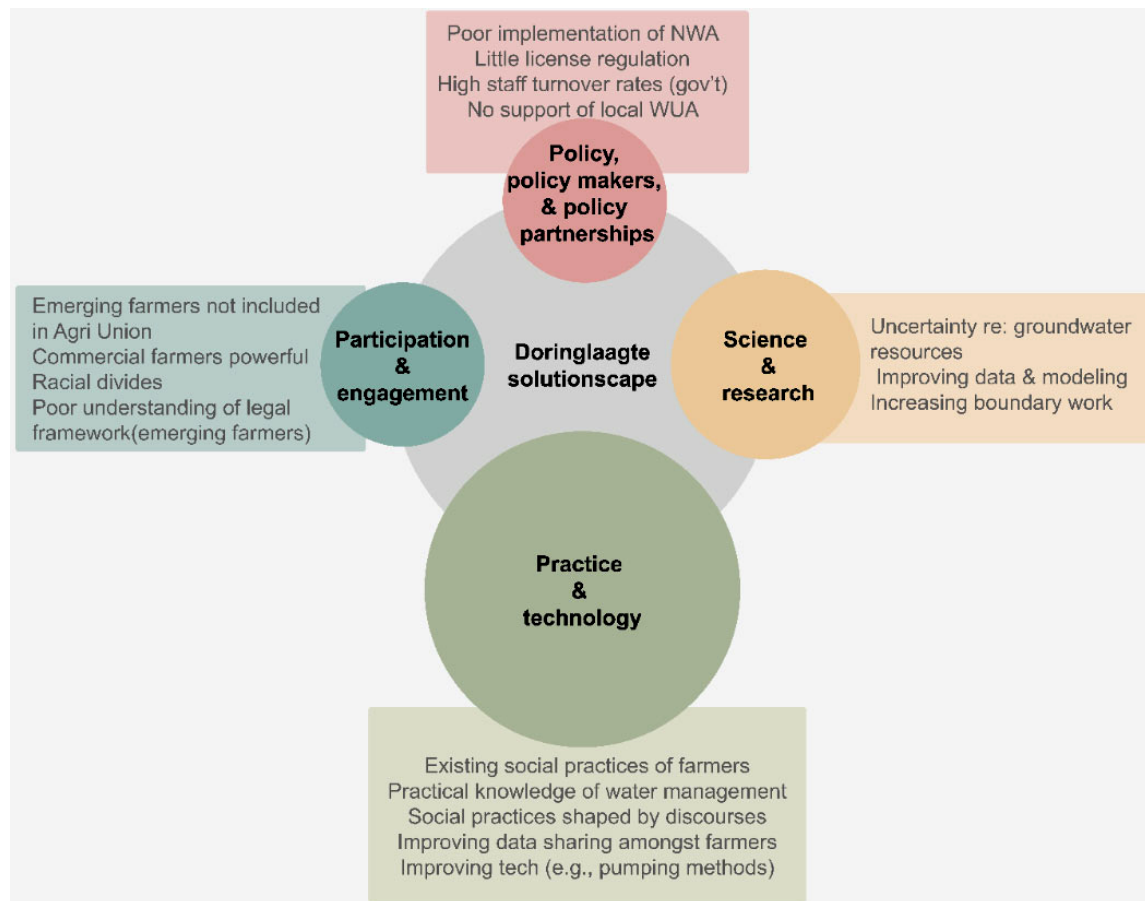 Poor implementation of NWA
Little license regulation
High staff turnover rates (gov't)
No support of local WUA
Policy,
policy makers,
& policy
partnerships
Emerging farmers not included
in Agri Union
Commercial farmers powerful
Racial divides
Poor understanding of legal
framework(emerging farmers)
Participation
&
engagement
Doringlaagte
solutionscape
Science
&
research
Uncertainty re: groundwater
resources
Improving data & modeling
Increasing boundary work
Practice
&
technology
Existing social practices of farmers
Practical knowledge of water management
Social practices shaped by discourses
Improving data sharing amongst farmers
Improving tech (e.g., pumping methods)